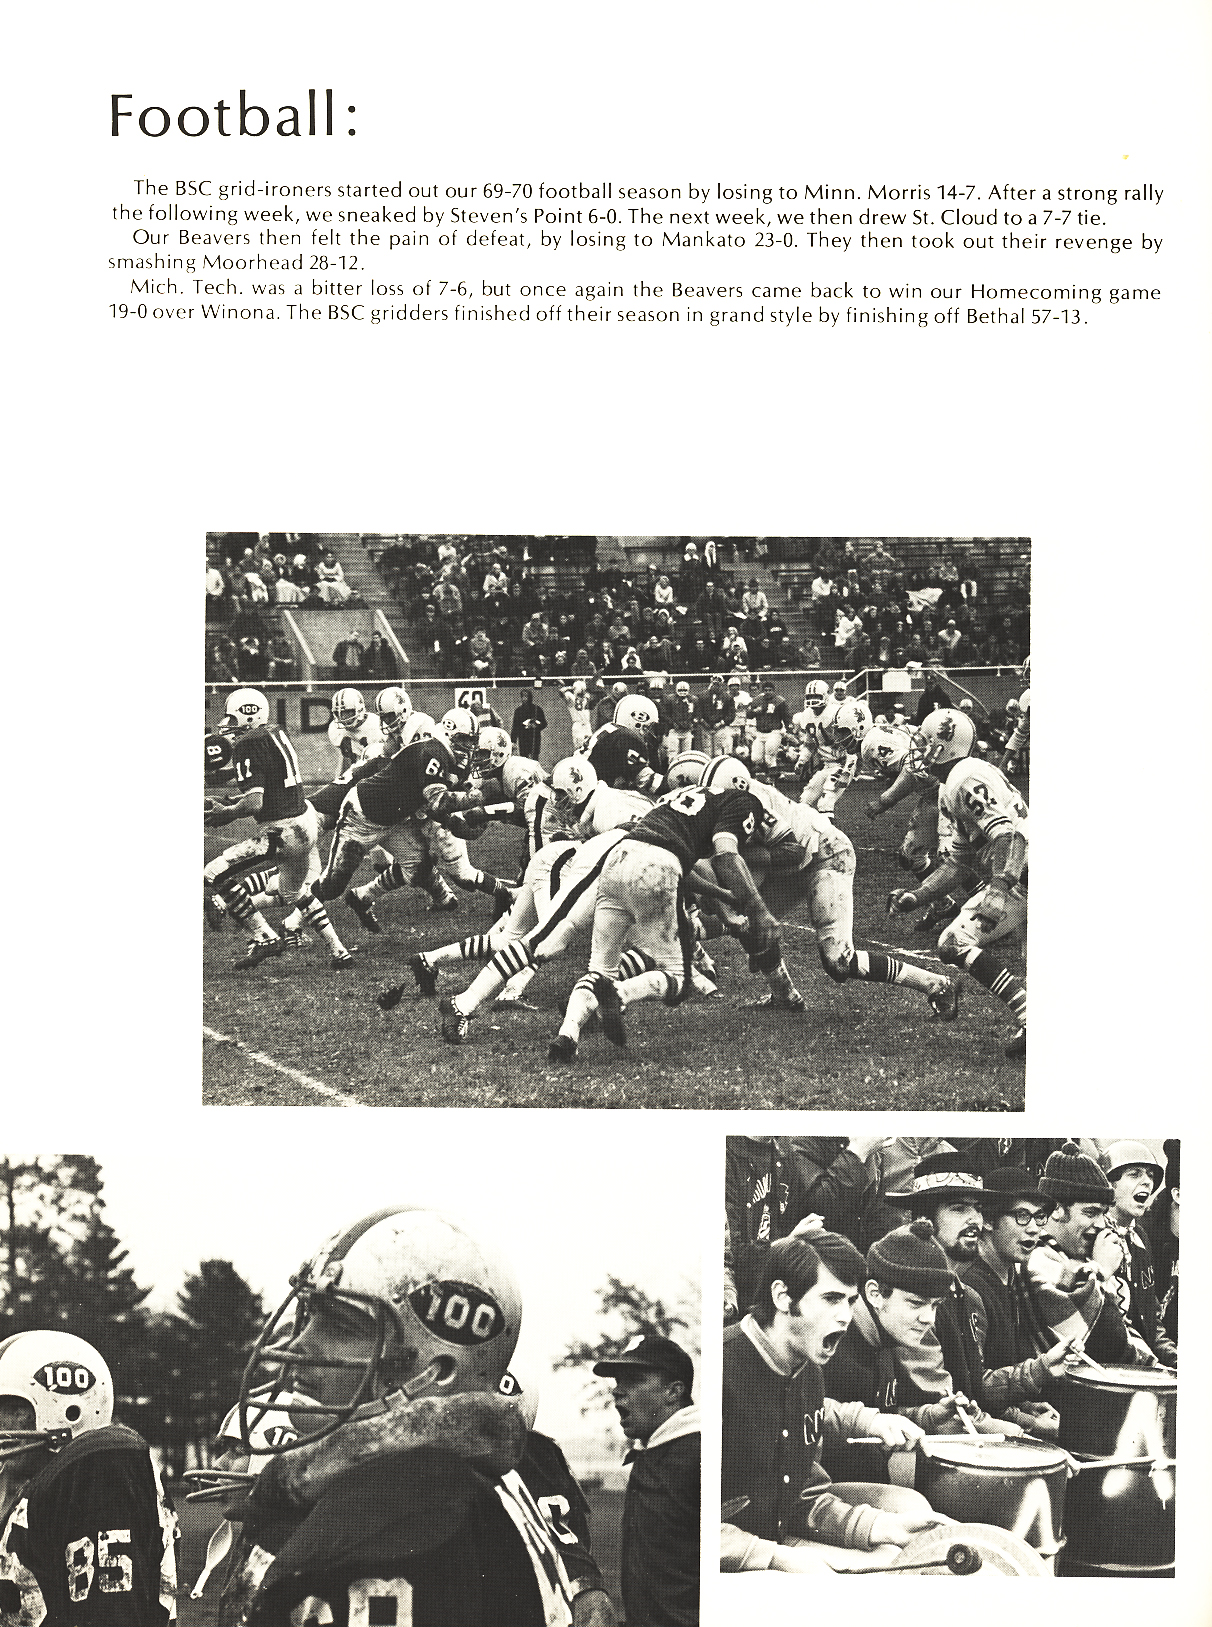 Football:
The BSC grid-ironers started out our 69-70 football season by losing to Minn. Morris 14-7. After a strong rally
the following week, we sneaked by Steven's Point 6-0. The next week, we then drew St. Cloud to a 7-7 tie.
Our Beavers then felt the pain of defeat, by losing to Mankato 23-0. They then took out their revenge by
smashing Moorhead 28-12.
Mich. Tech. was a bitter loss of 7-6, but once again the Beavers came back to win our Homecoming game
19-0 over Winona. The BSC gridders finished off their season in grand style by finishing off Bethal 57-13.
100
11
52
100
100
85